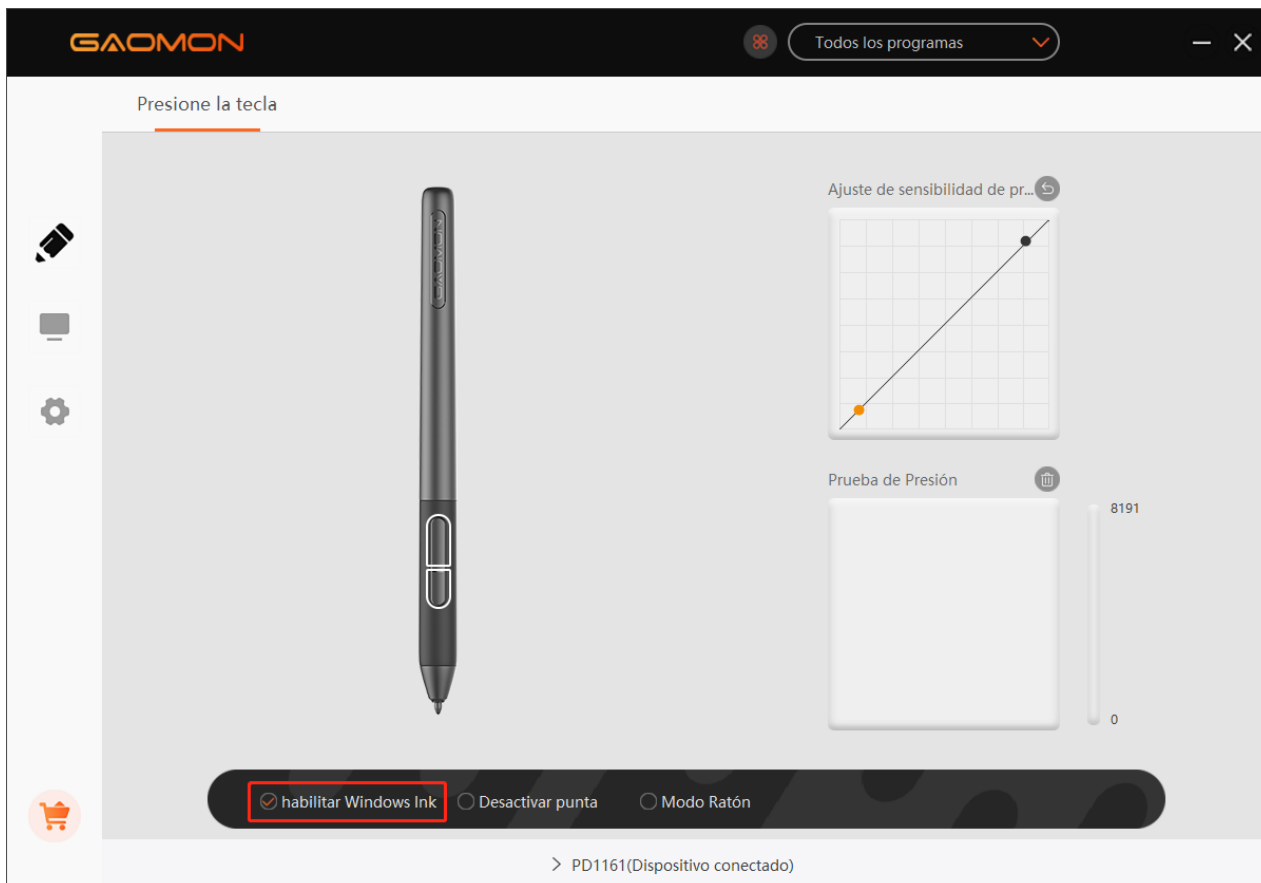 GAOMON
Todos los programas
Presione la tecla
Ajuste de sensibilidad de pr...
GAOMON
Prueba de Presión
8191
0
habilitar Windows Ink
Desactivar punta
Modo Ratón
PD1161(Dispositivo conectado)